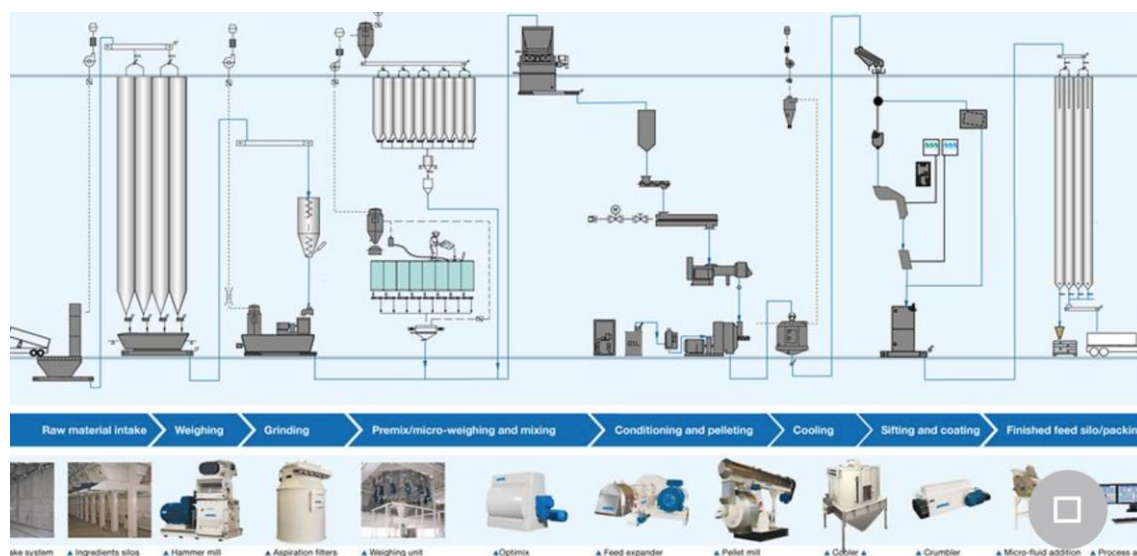 OIL
Raw material intake
Weighing
Grinding
Premix/micro-weighing and mixing
Conditioning and pelleting
Cooling
Sifting and coating
Finished feed silo/packin
ake system
▲ Ingredients silos
▲ Hammer mill
▲ Aspiration filters
▲ Weighing unit
▲Optimix
▲ Feed expander
▲ Pellet mill
▲ Cooler ▲
▲ Crumbler
▲ Micro-fluid addition
▲ Process